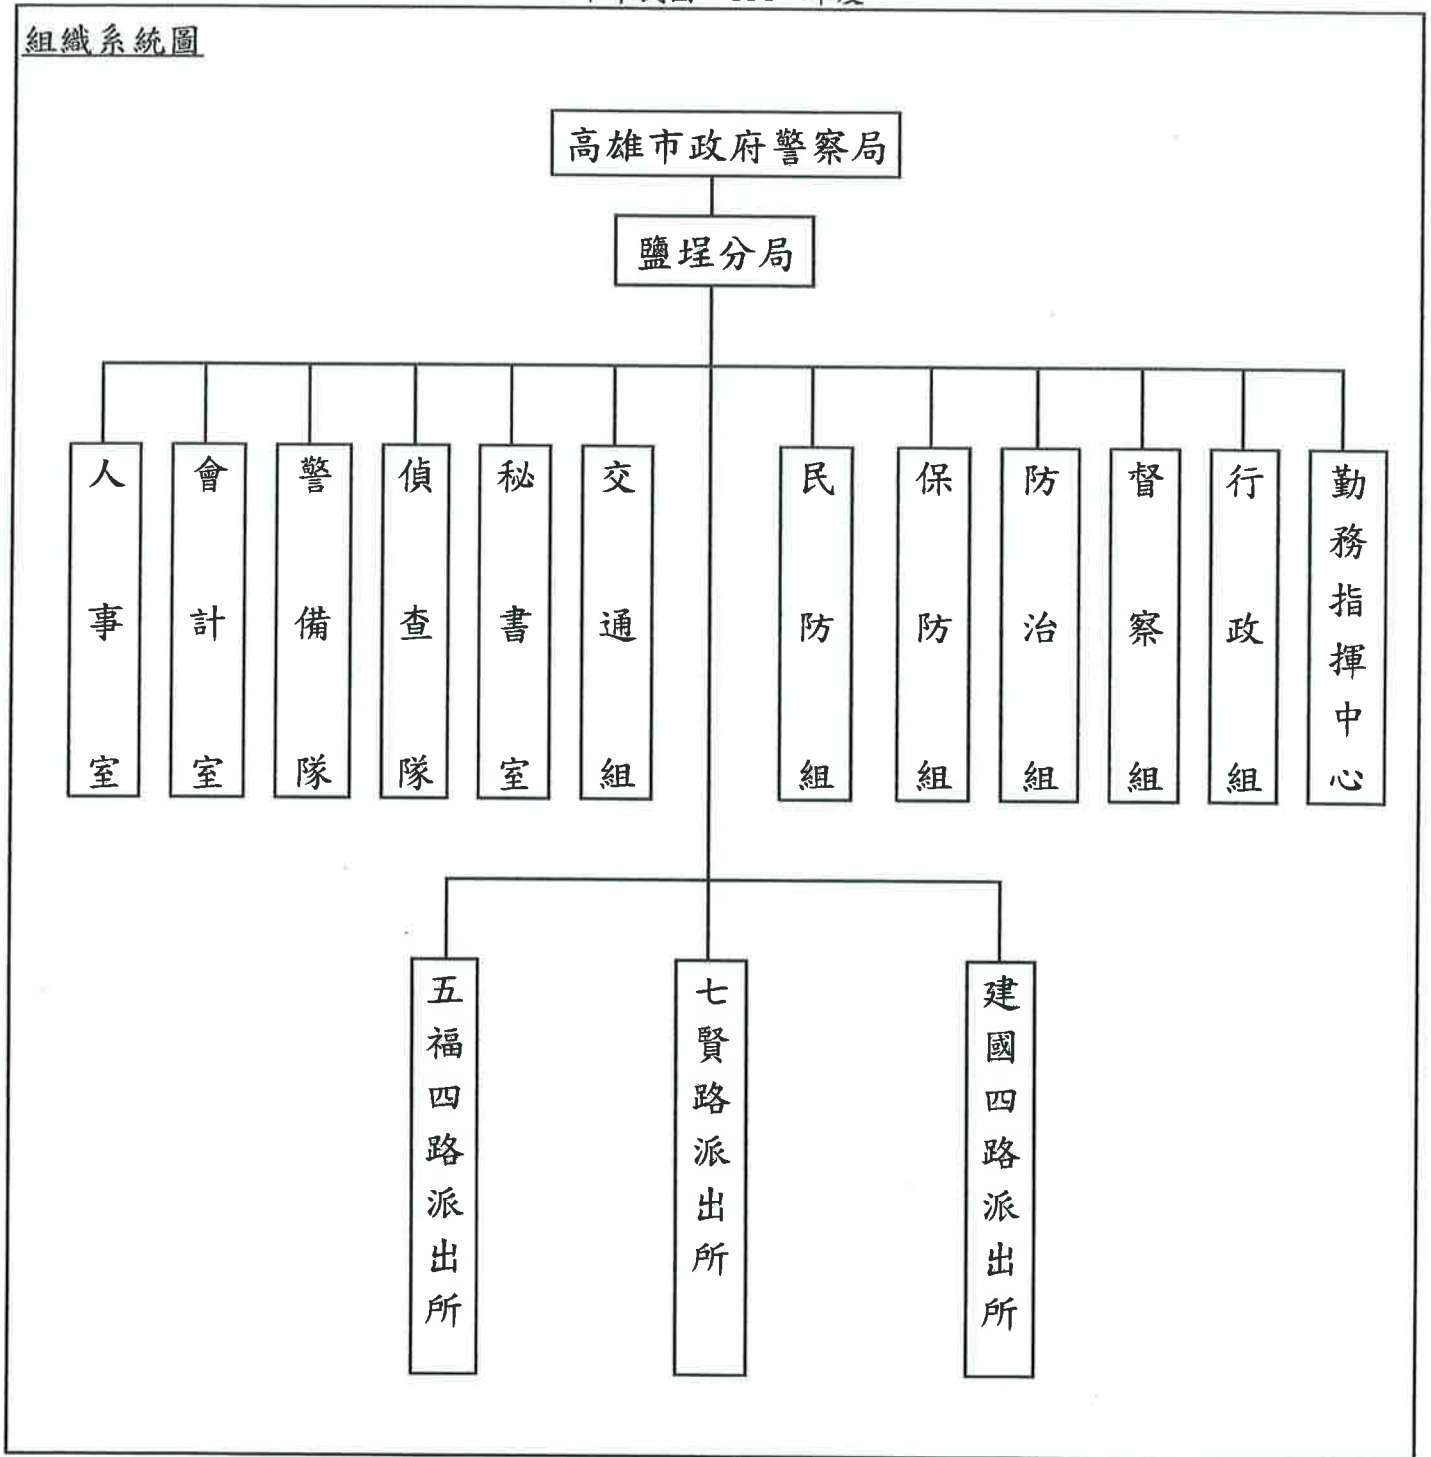 組織系統圖
高雄市政府警察局
鹽埕分局
人事室
會計室
警備隊
偵查隊
秘書室
交通組
民防組
保防組
防治組
督察組
行政組
勤務指揮中心
五福四路派出所
七賢路派出所
建國四路派出所